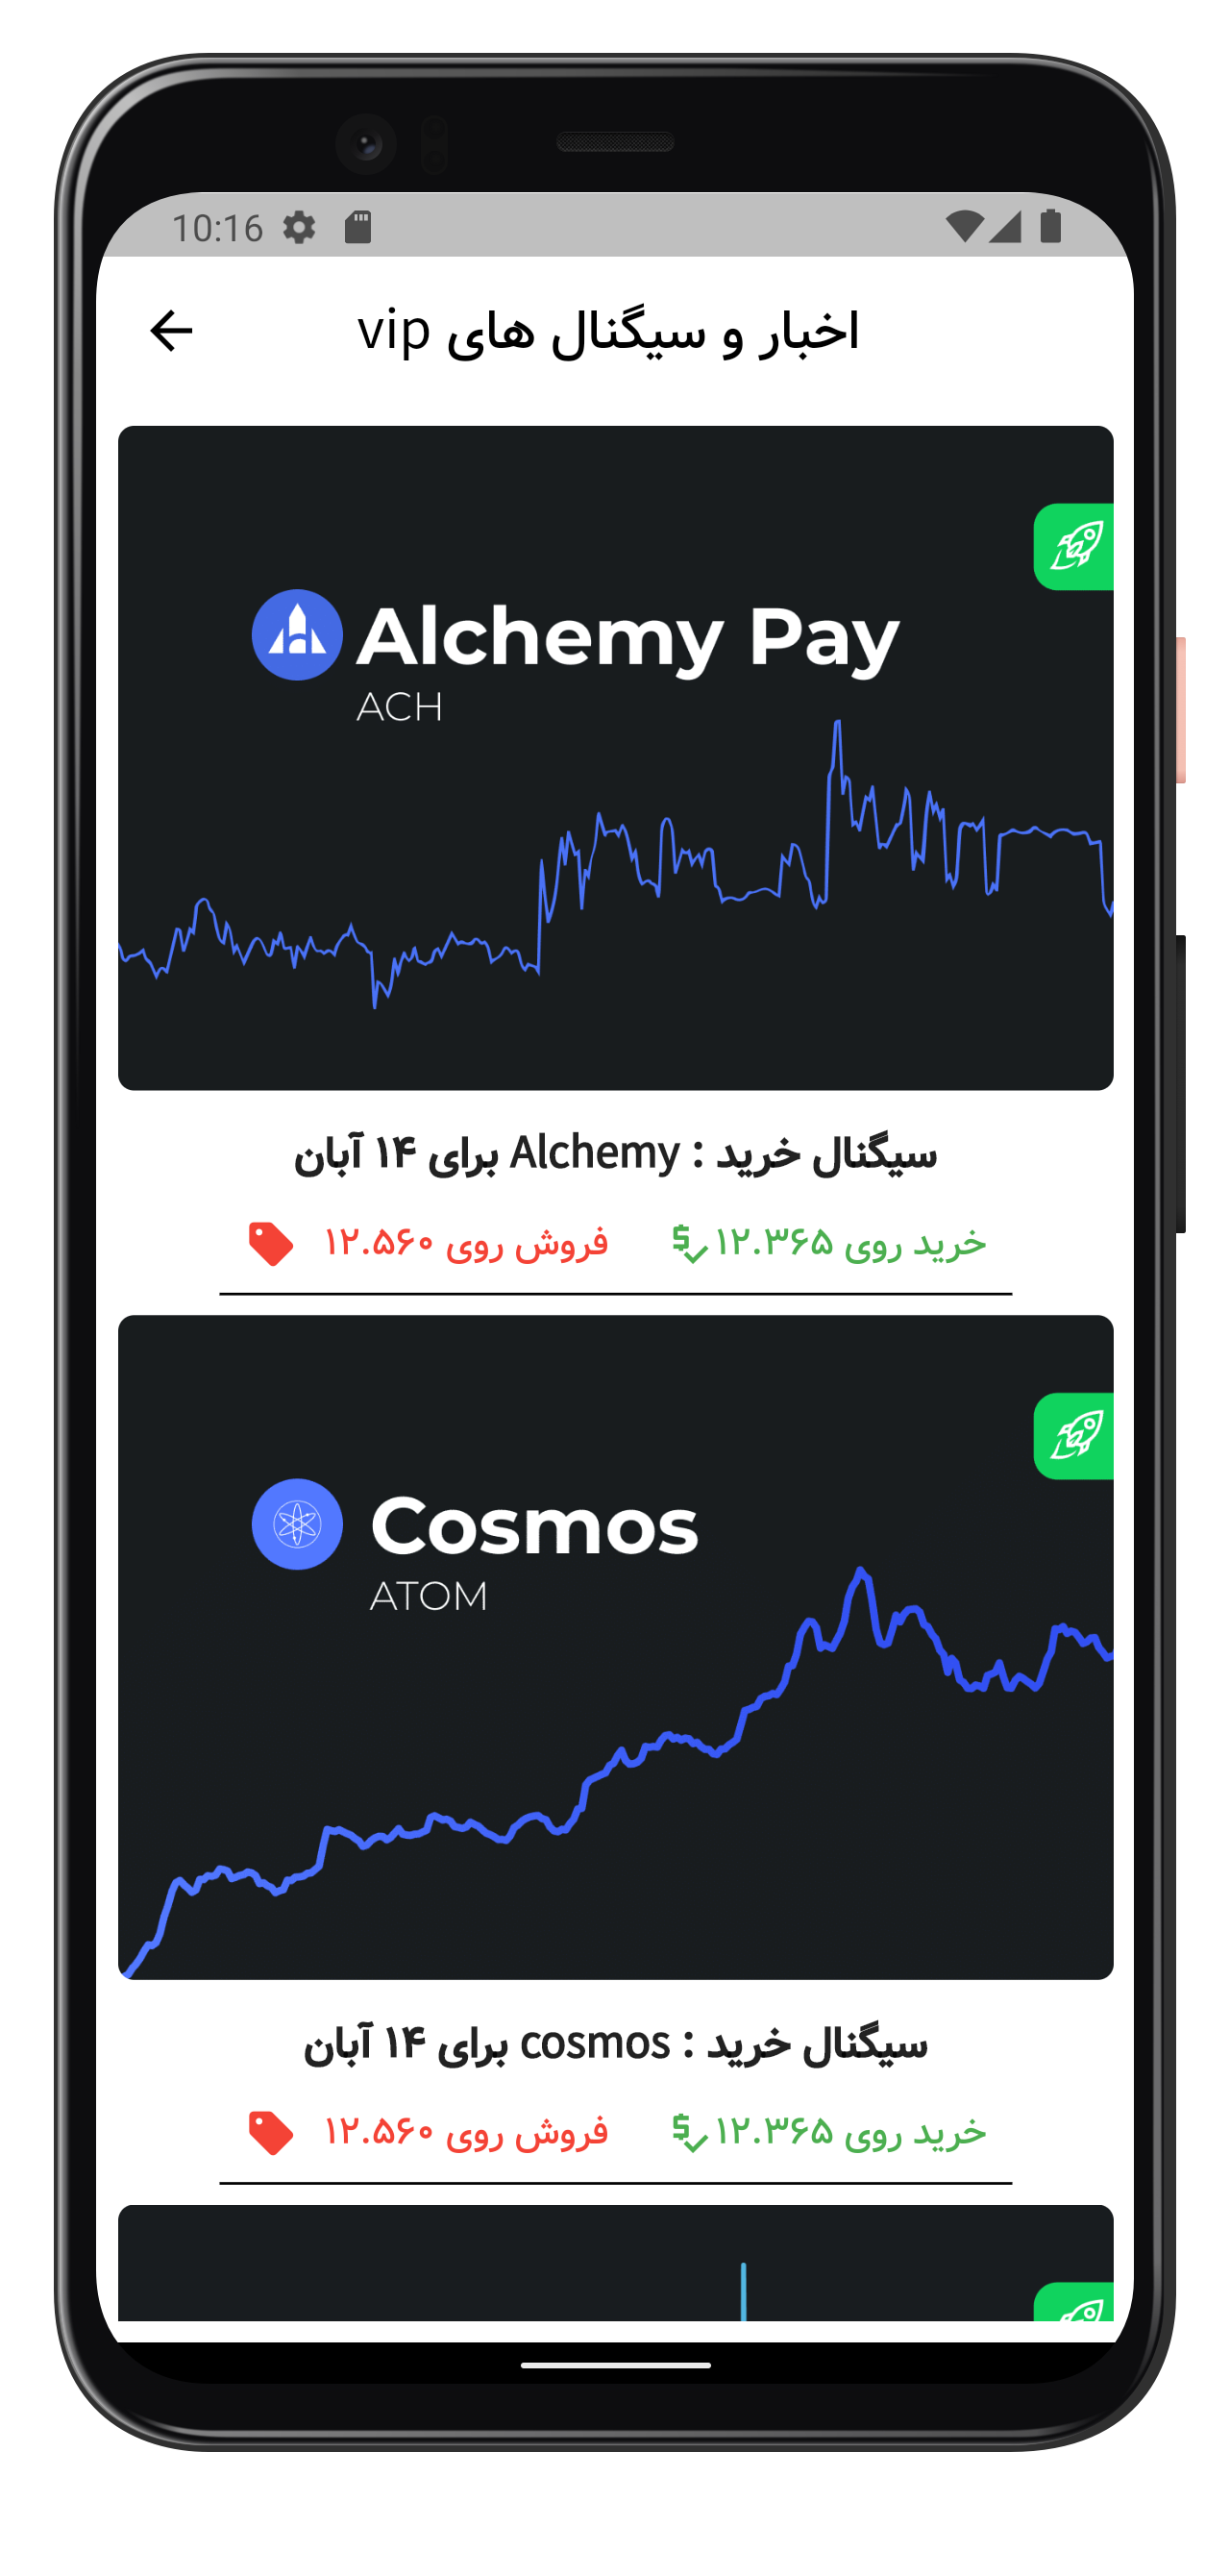 10:16
اخبار و سیگنال های vip
Alchemy Pay
ACH
سیگنال خرید : Alchemy برای ۱۴ آبان
خرید روی ۱۲.۳۶۵ فروش روی ۱۲.۵۶۰
Cosmos
ATOM
سیگنال خرید : cosmos برای ۱۴ آبان
خرید روی ۱۲.۳۶۵ فروش روی ۱۲.۵۶۰